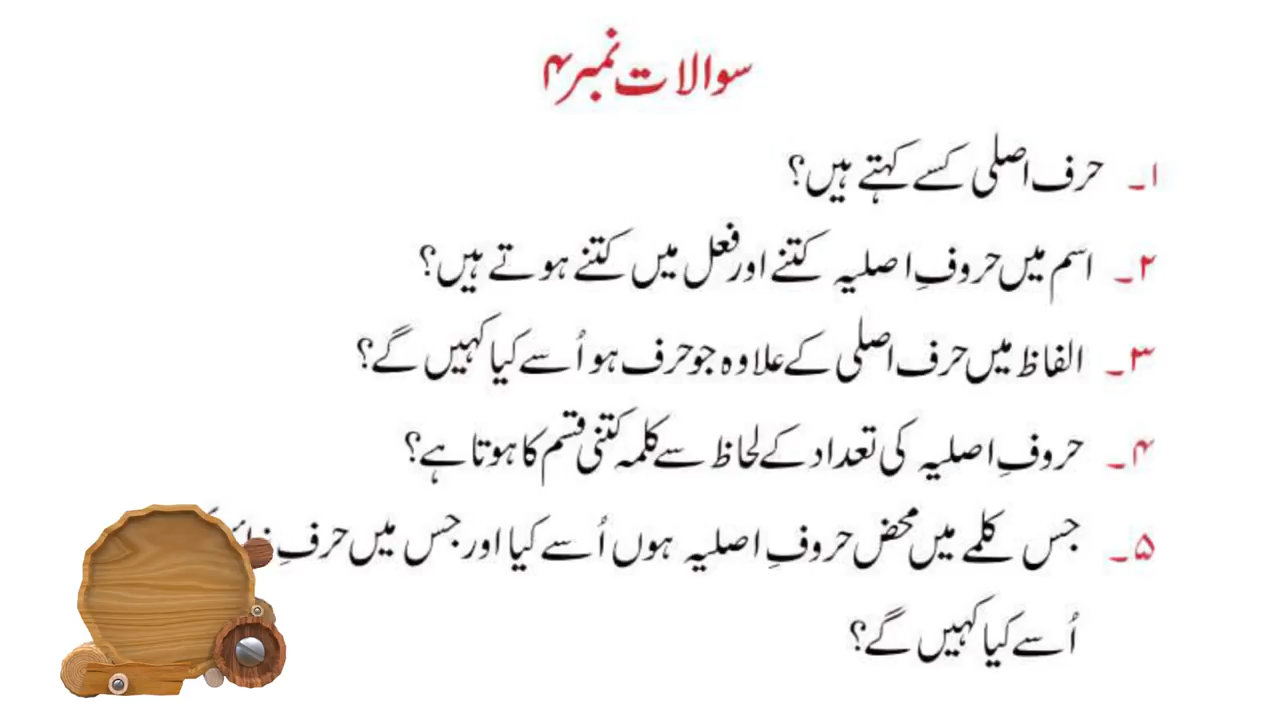 سوالات نمبر ۴
۱۔ حرف اصلی کسے کہتے ہیں؟
۲۔ اسم میں حروفِ اصلیہ کتنے اور فعل میں کتنے ہوتے ہیں؟
۳۔ الفاظ میں حرف اصلی کے علاوہ جو حرف ہو اُسے کیا کہیں گے؟
۴۔ حروفِ اصلیہ کی تعداد کے لحاظ سے کلمہ کتنی قسم کا ہوتا ہے؟
۵۔ جس کلمے میں محض حروفِ اصلیہ ہوں اُسے کیا اور جس میں حرفِ
اُسے کیا کہیں گے؟